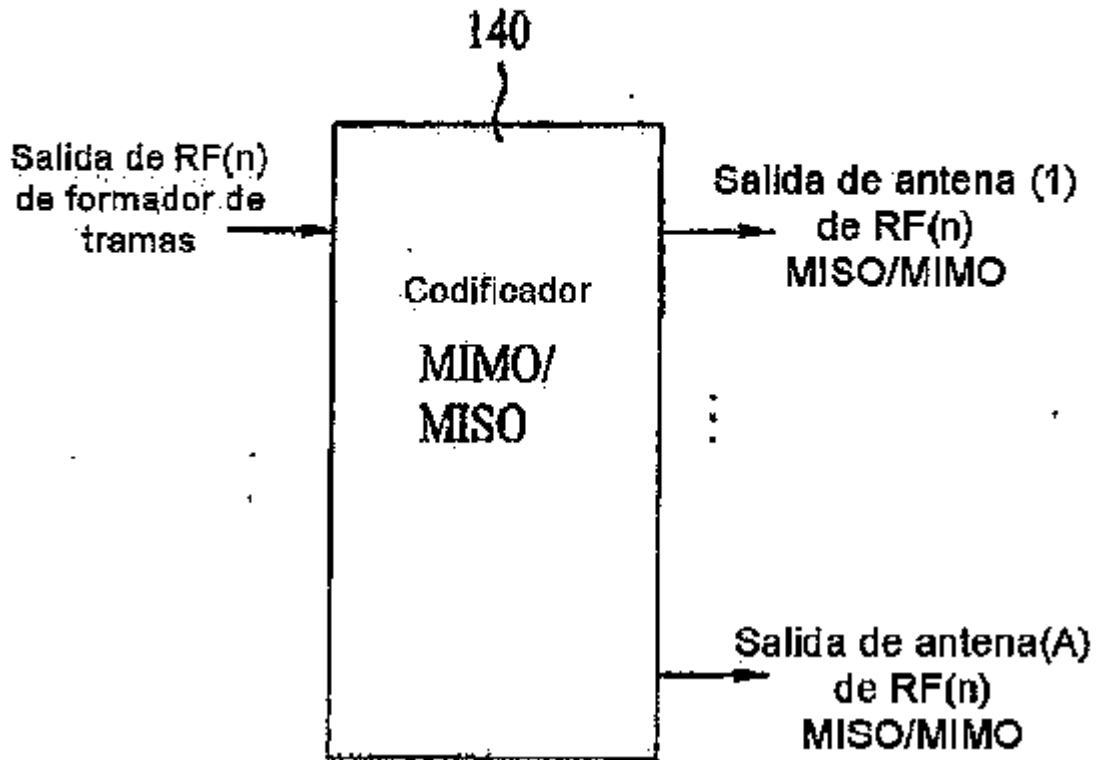 140
Salida de RF(n)
de formador de
tramas
Codificador
MIMO/
MISO
Salida de antena (1)
de RF(n)
MISO/MIMO
Salida de antena(A)
de RF(n)
MISO/MIMO